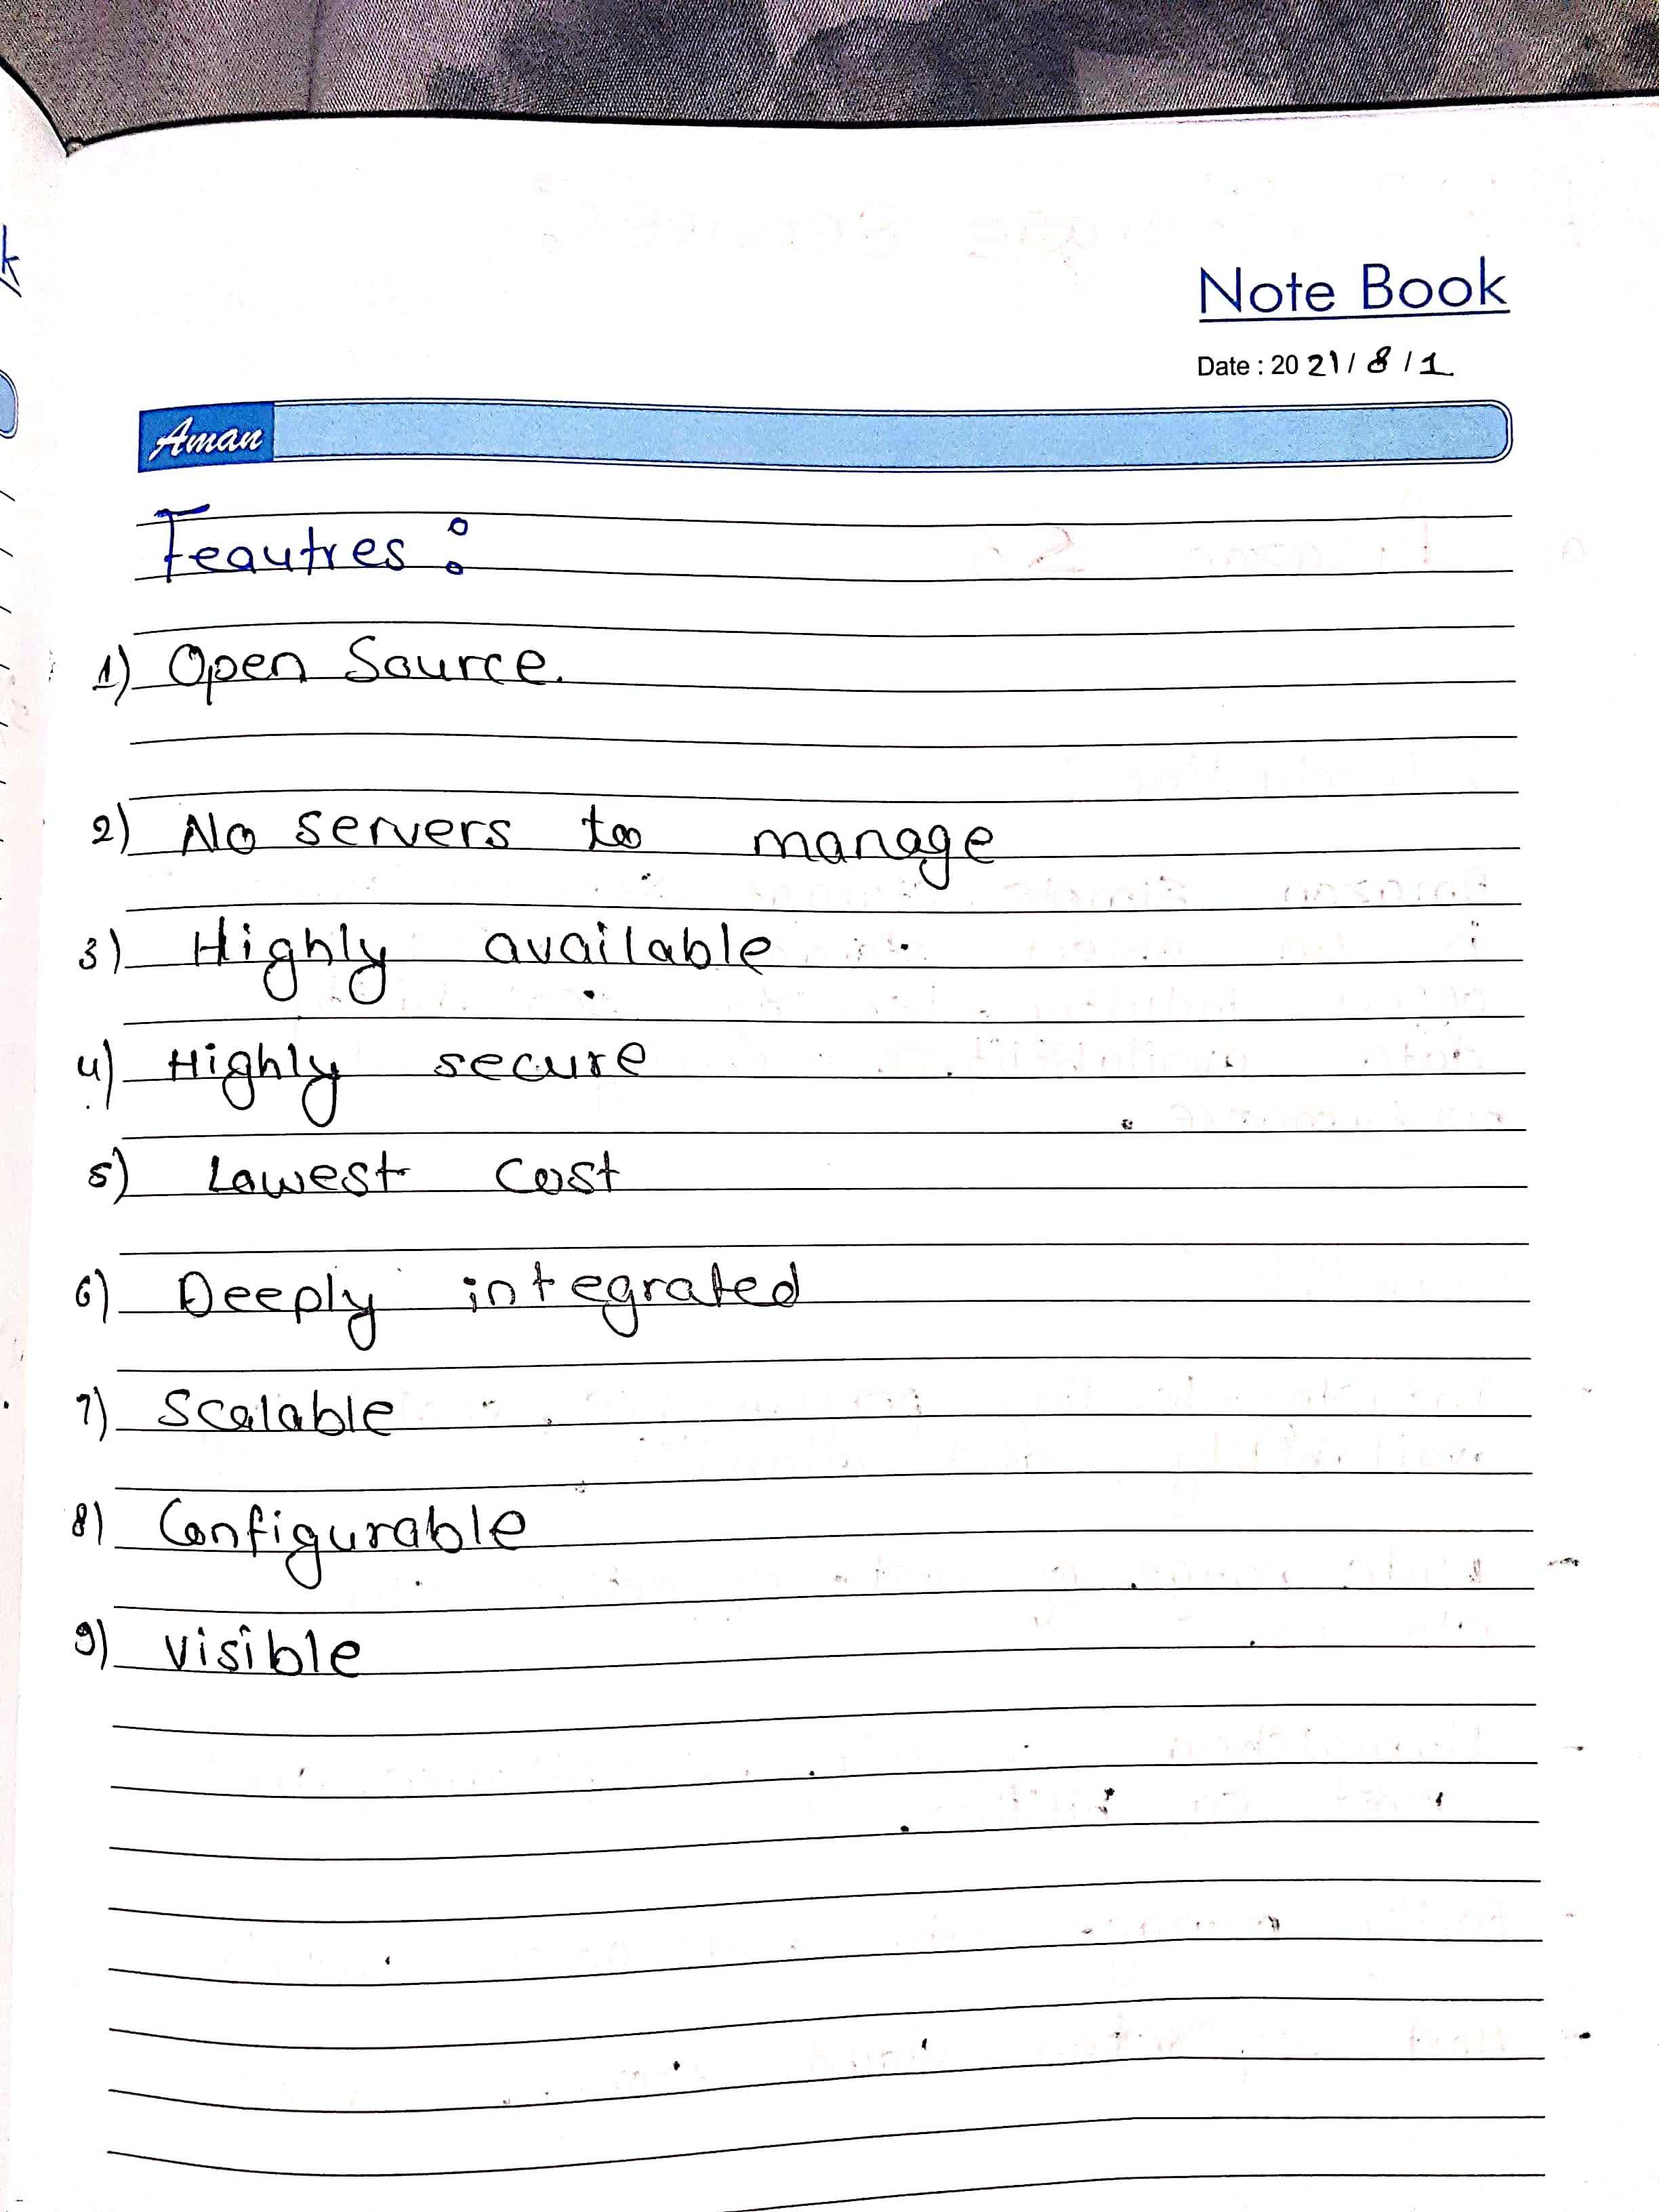 Note Book
Date : 2021/8/1
Aman
Feautres :
1) Open Source.
2) No servers to manage
3) Highly available
4) Highly secure
5) Lowest cost
6) Deeply integrated
7) Scalable
8) Configurable
9) visible